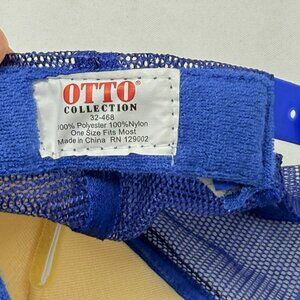 OTTO
COLLECTION
32-468
100% Polyester 100%Nylon
One Size Fits Most
Made in China RN 129002